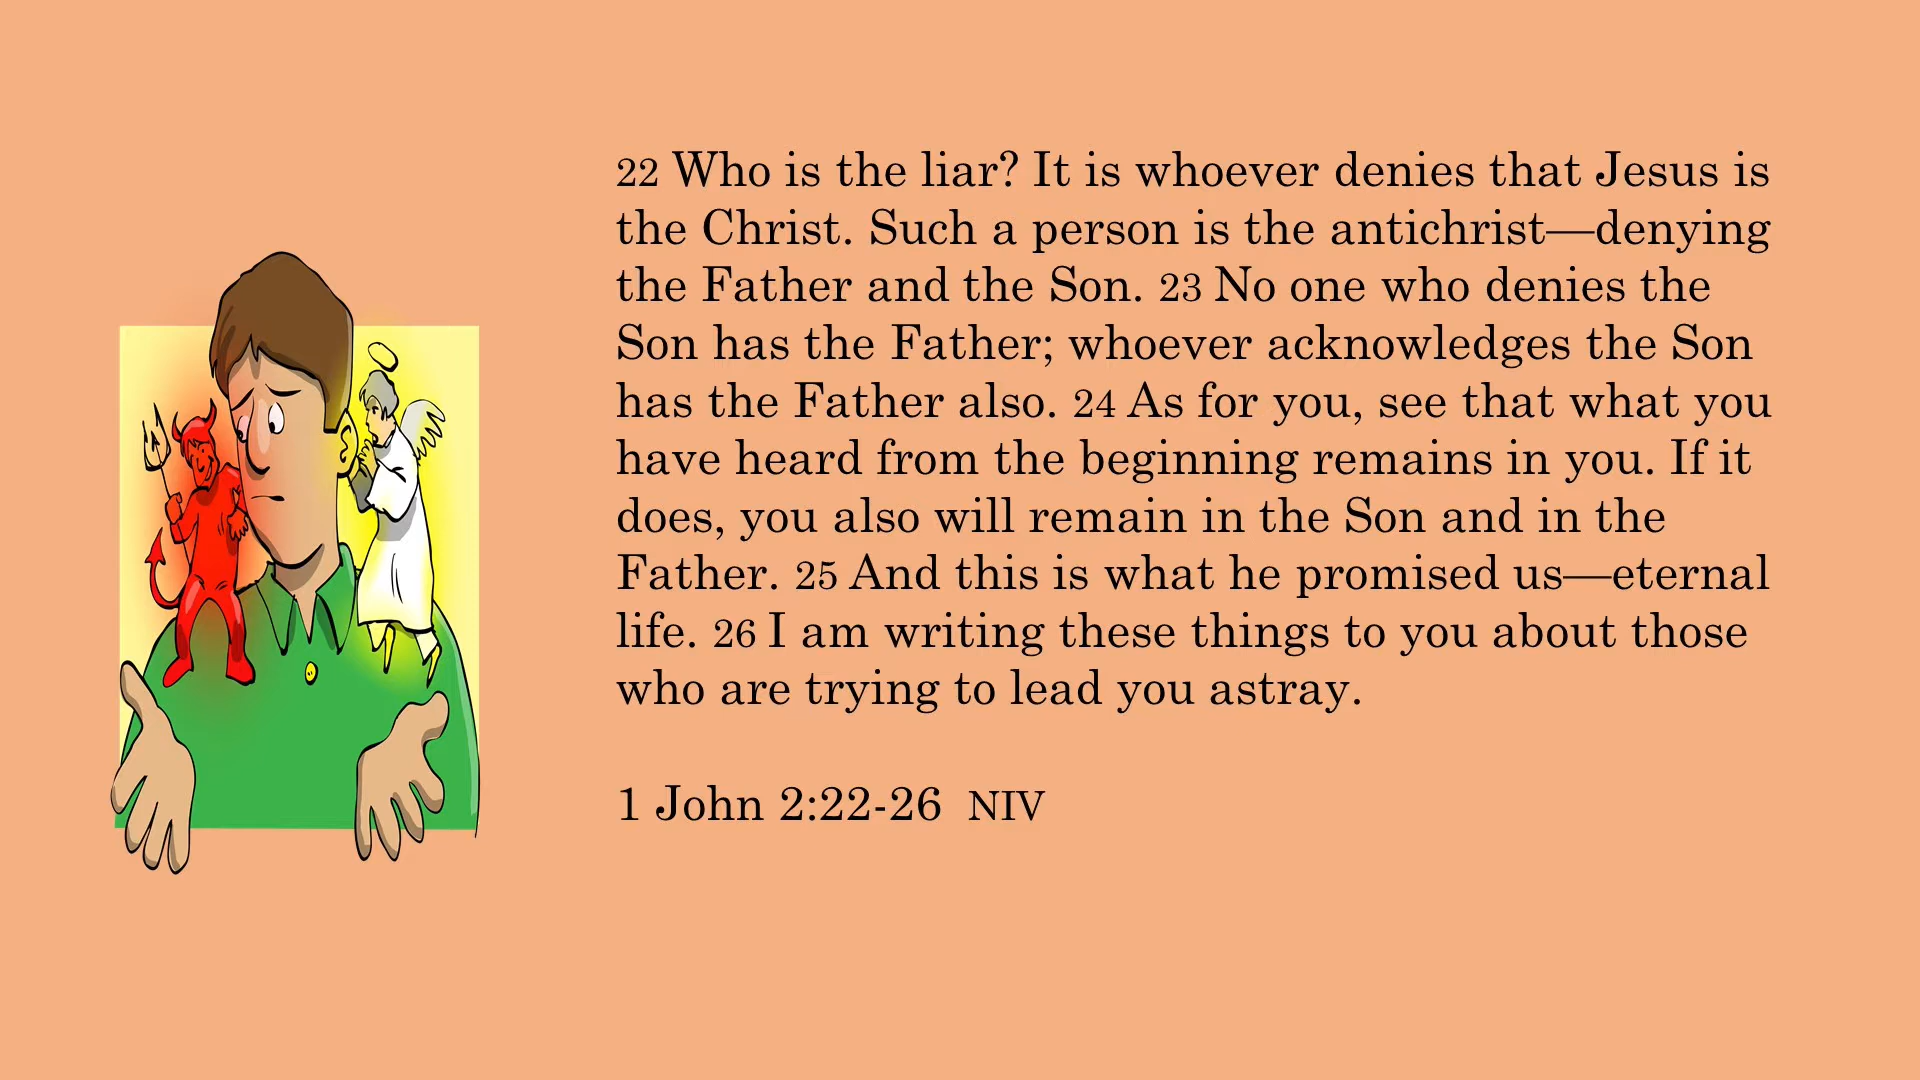 22 Who is the liar? It is whoever denies that Jesus is
the Christ. Such a person is the antichrist—denying
the Father and the Son. 23 No one who denies the
Son has the Father; whoever acknowledges the Son
has the Father also. 24 As for you, see that what you
have heard from the beginning remains in you. If it
does, you also will remain in the Son and in the
Father. 25 And this is what he promised us—eternal
life. 26 I am writing these things to you about those
who are trying to lead you astray.
1 John 2:22-26 NIV